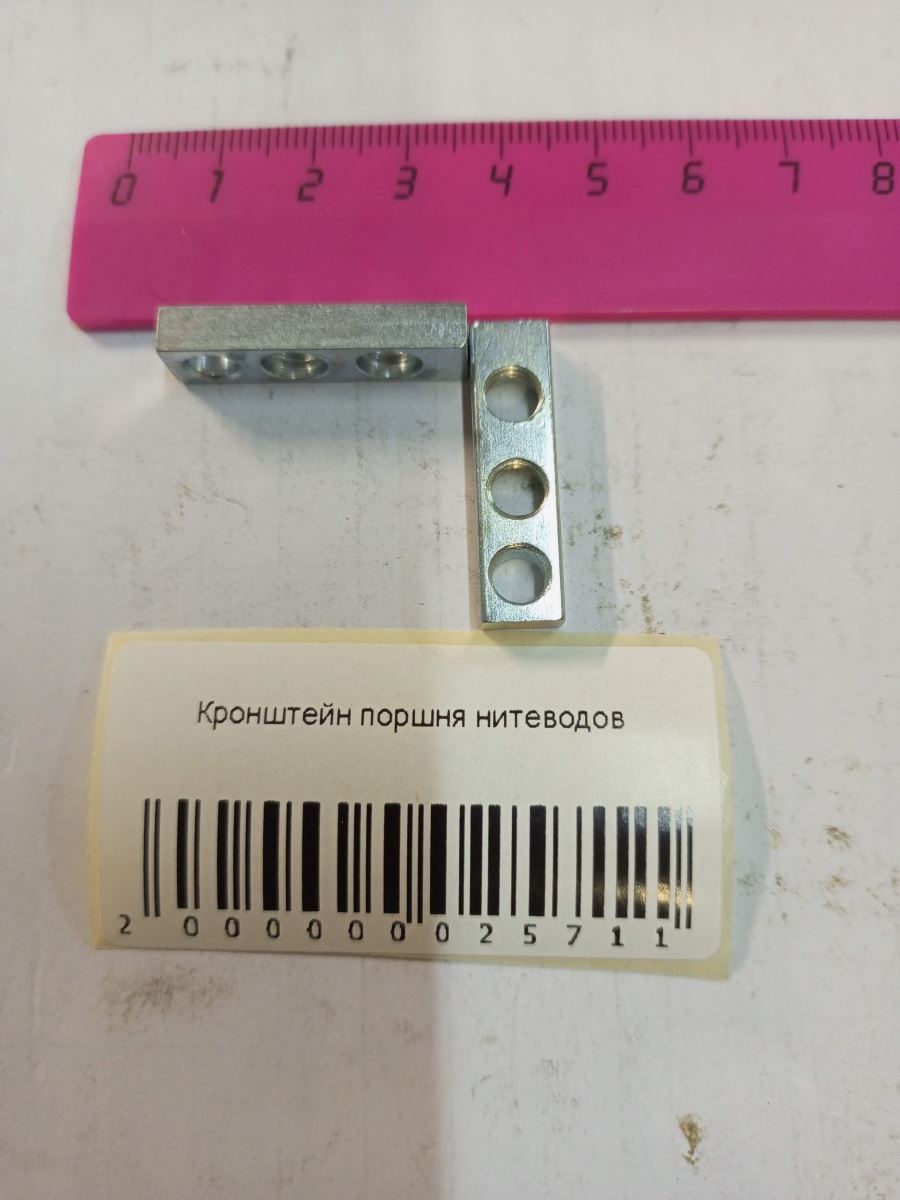 0 1 2 3 4 5 6 7 8
Кронштейн поршня нитеводов
2 000000 025711